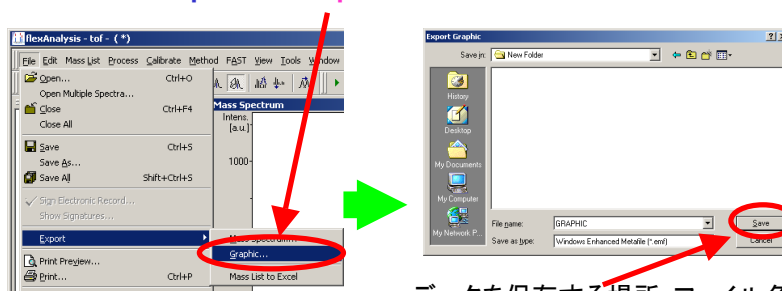 flexAnalysis - tof - ( *)
File Edit Mass List Process Calibrate Method FAST View Tools Window
Open... Ctrl+O
Open Multiple Spectra...
Close Ctrl+F4
Close All
Save Ctrl+S
Save As...
Save All Shift+Ctrl+S
Sign Electronic Record...
Show Signatures...
Export
Print Preview...
Print... Ctrl+P
Mass Spectrum
Intens.
[a.u.]
1000
Mass Spectrum...
Graphic...
Mass List to Excel
Export Graphic
Save in: New Folder
History
Desktop
My Documents
My Computer
My Network P...
File name: GRAPHIC Save
Save as type: Windows Enhanced Metafile (*.emf) Cancel
データを保存する場所